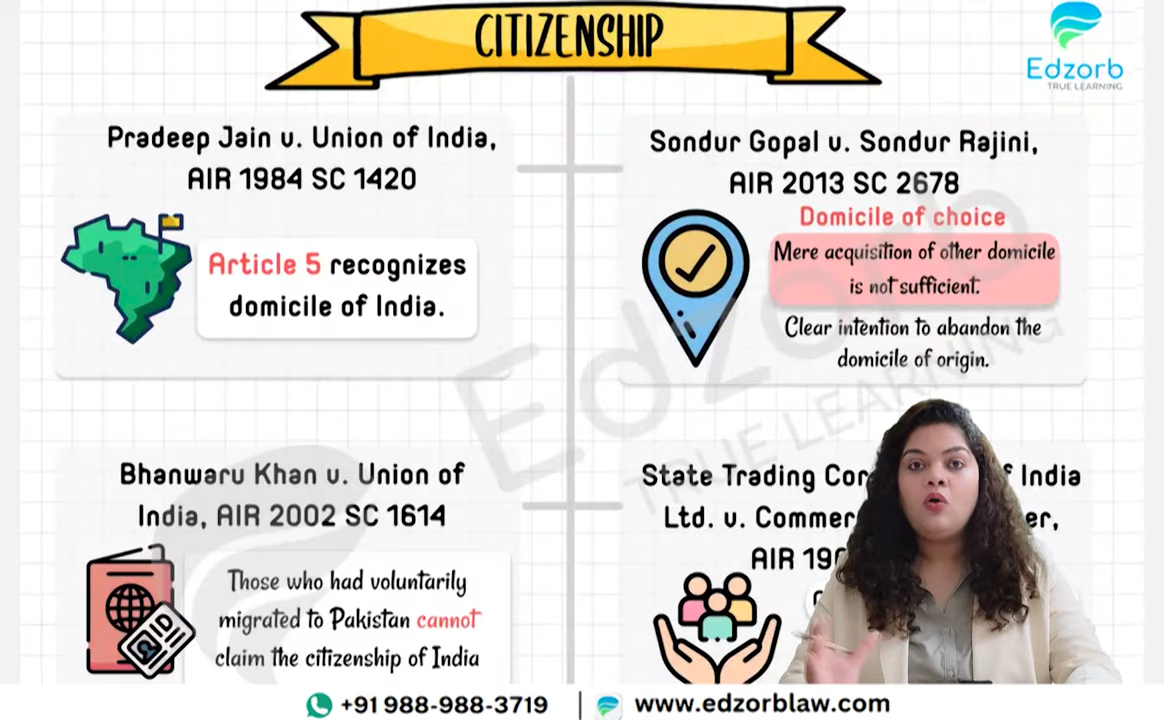 CITIZENSHIP
Edzorb
TRUE LEARNING
Pradeep Jain v. Union of India,
AIR 1984 SC 1420
Article 5 recognizes
domicile of India.
Sondur Gopal v. Sondur Rajini,
AIR 2013 SC 2678
Domicile of choice
Mere acquisition of other domicile
is not sufficient.
Clear intention to abandon the
domicile of origin.
Bhanwaru Khan v. Union of
India, AIR 2002 SC 1614
Those who had voluntarily
migrated to Pakistan cannot
claim the citizenship of India
State Trading India
Ltd. v.
AIR
ID
Edzorb
TRUE LEARNING
+91 988-988-3719 | www.edzorblaw.com